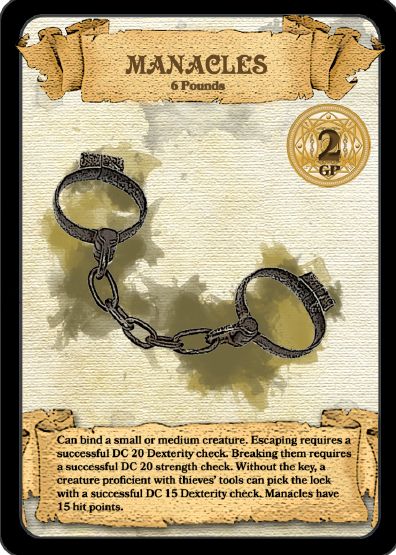 MANACLES
6 Pounds
2
GP
Can bind a small or medium creature. Escaping requires a
successful DC 20 Dexterity check. Breaking them requires
a successful DC 20 strength check. Without the key, a
creature proficient with thieves' tools can pick the lock
with a successful DC 15 Dexterity check. Manacles have
15 hit points.